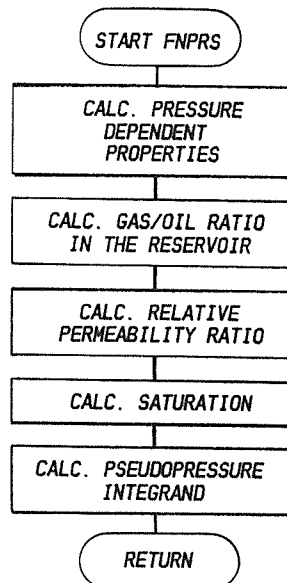 START FNPRS
CALC. PRESSURE
DEPENDENT
PROPERTIES
CALC. GAS/OIL RATIO
IN THE RESERVOIR
CALC. RELATIVE
PERMEABILITY RATIO
CALC. SATURATION
CALC. PSEUDOPRESSURE
INTEGRAND
RETURN